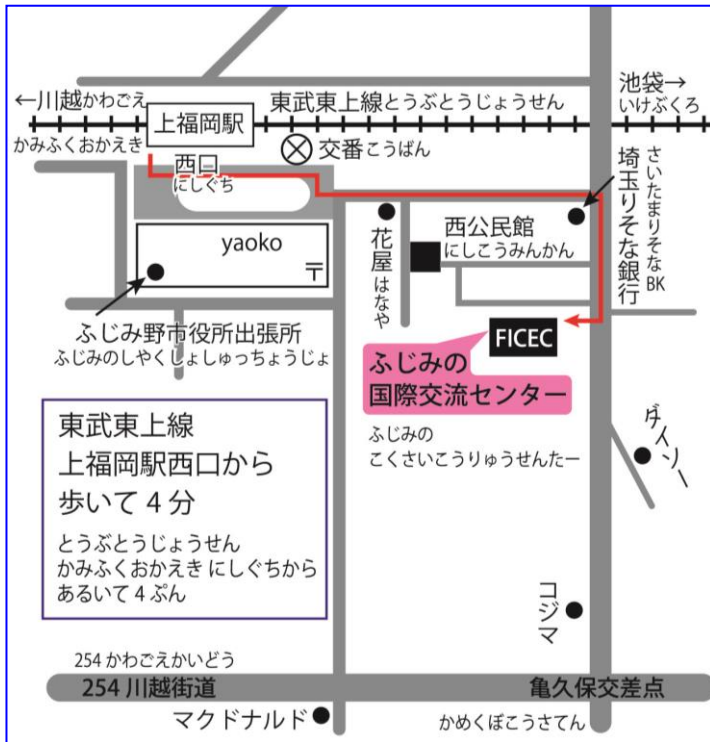 ←川越かわごえ
東武東上線とうぶとうじょうせん
池袋→
いけぶくろ
上福岡駅
かみふくおかえき
交番こうばん
西口
にしぐち
埼玉りそな銀行
さいたまりそなBK
花屋はなや
西公民館
にしこうみんかん
yaoko
〒
ふじみ野市役所出張所
ふじみのしやくしょしゅっちょうじょ
FICEC
ふじみの
国際交流センター
ふじみの
こくさいこうりゅうせんたー
ダイソー
東武東上線
上福岡駅西口から
歩いて4分
とうぶとうじょうせん
かみふくおかえき にしぐちから
あるいて4ぷん
コジマ
254かわごえかいどう
254川越街道
亀久保交差点
マクドナルド
かめくぼこうさてん